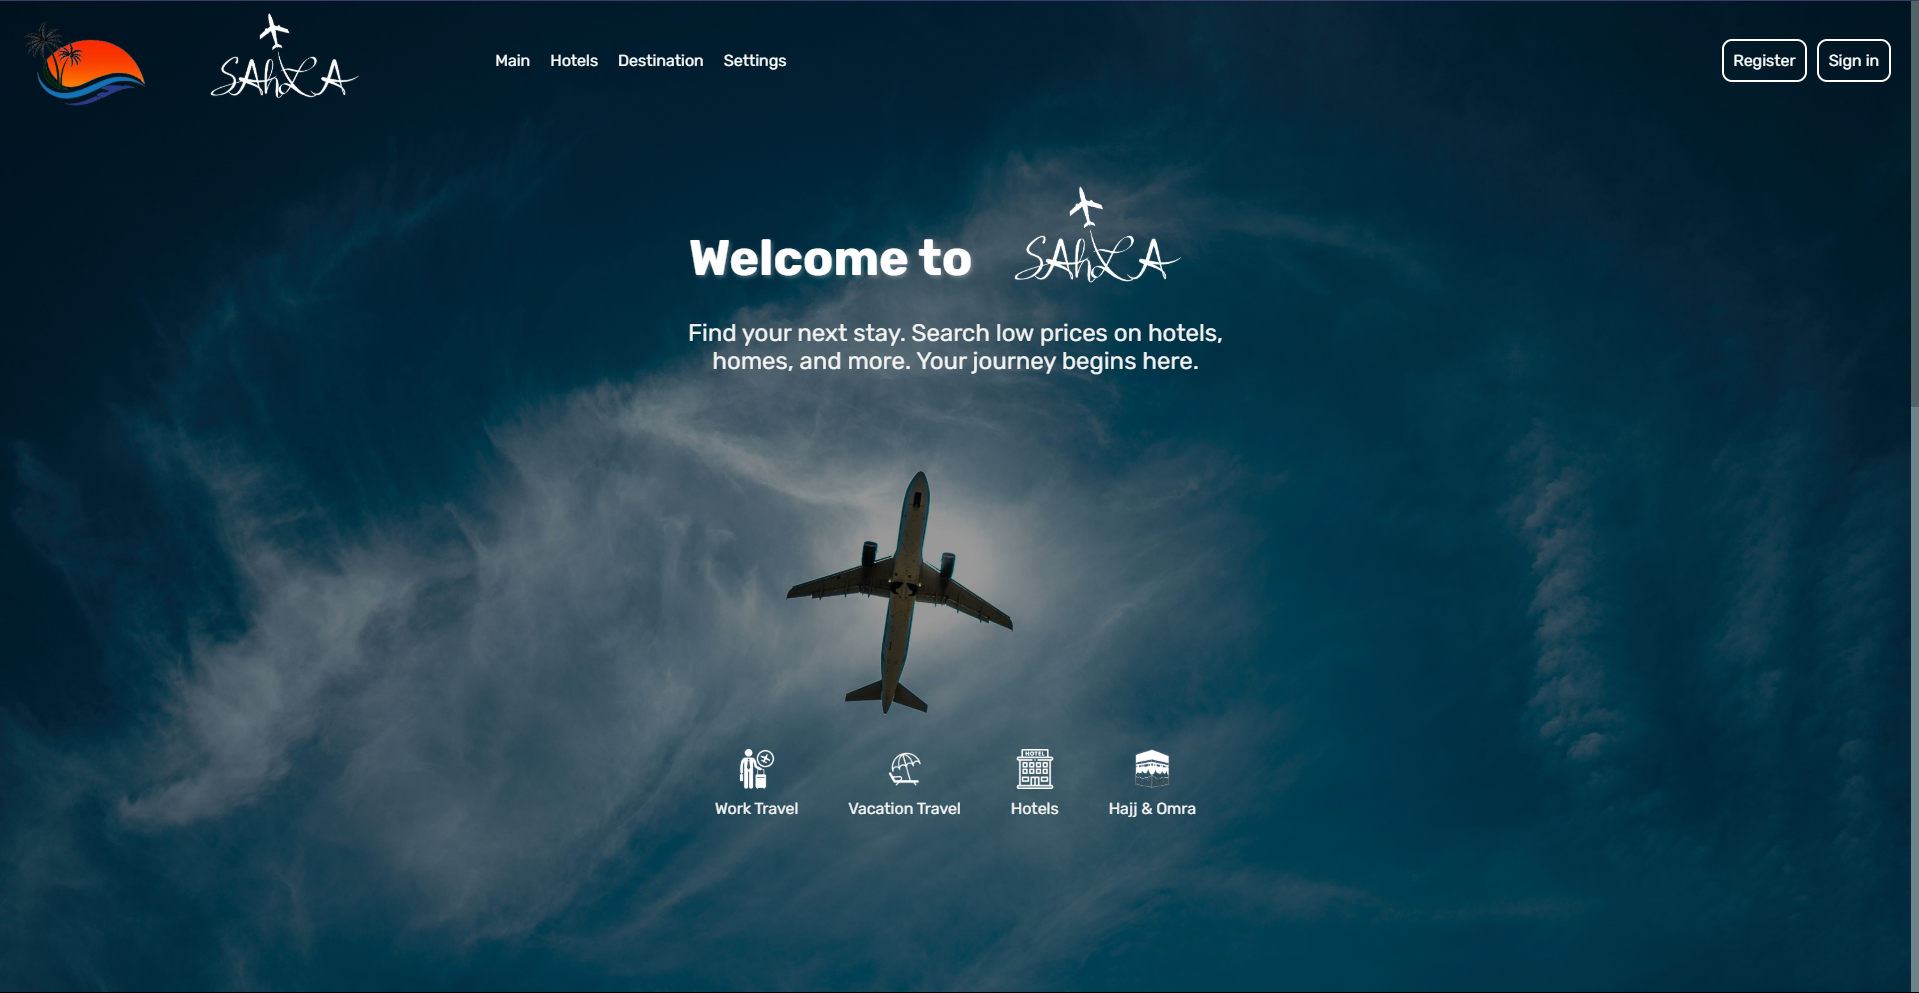 SAhLA
Main Hotels Destination Settings
Register Sign in
Welcome to SAhLA
Find your next stay. Search low prices on hotels,
homes, and more. Your journey begins here.
HOTEL
Work Travel Vacation Travel Hotels Hajj & Omra